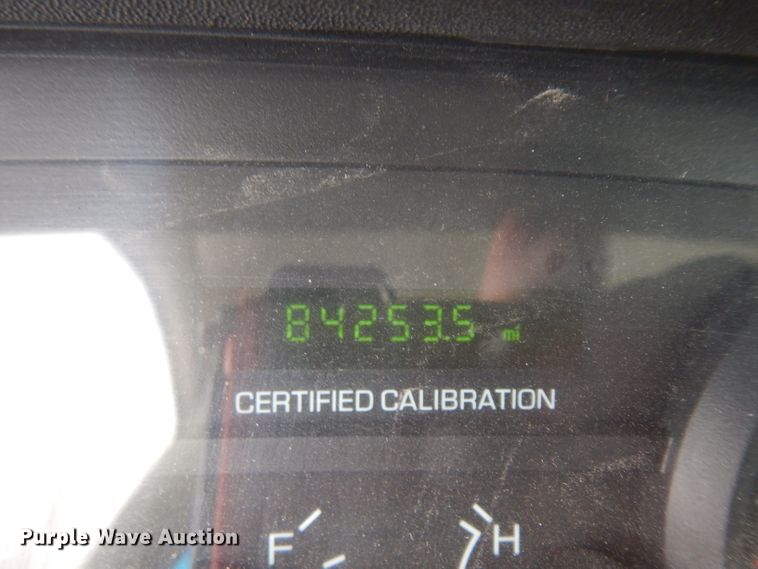 84253.5 mi
CERTIFIED CALIBRATION
F H
Purple Wave Auction